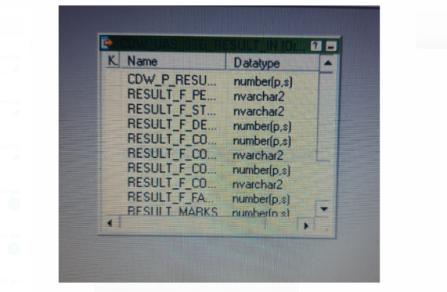 K. Name Datatype
CDW_P_RESU... number(p,s)
RESULT_F_PE... nvarchar2
RESULT_F_ST... nvarchar2
RESULT_F_DE... number(p,s)
RESULT_F_CO... number(p,s)
RESULT_F_CO... nvarchar2
RESULT_F_CO... number(p,s)
RESULT_F_CO... nvarchar2
RESULT_F_FA... number(p,s)
RESULT_MARKS number(p,s)